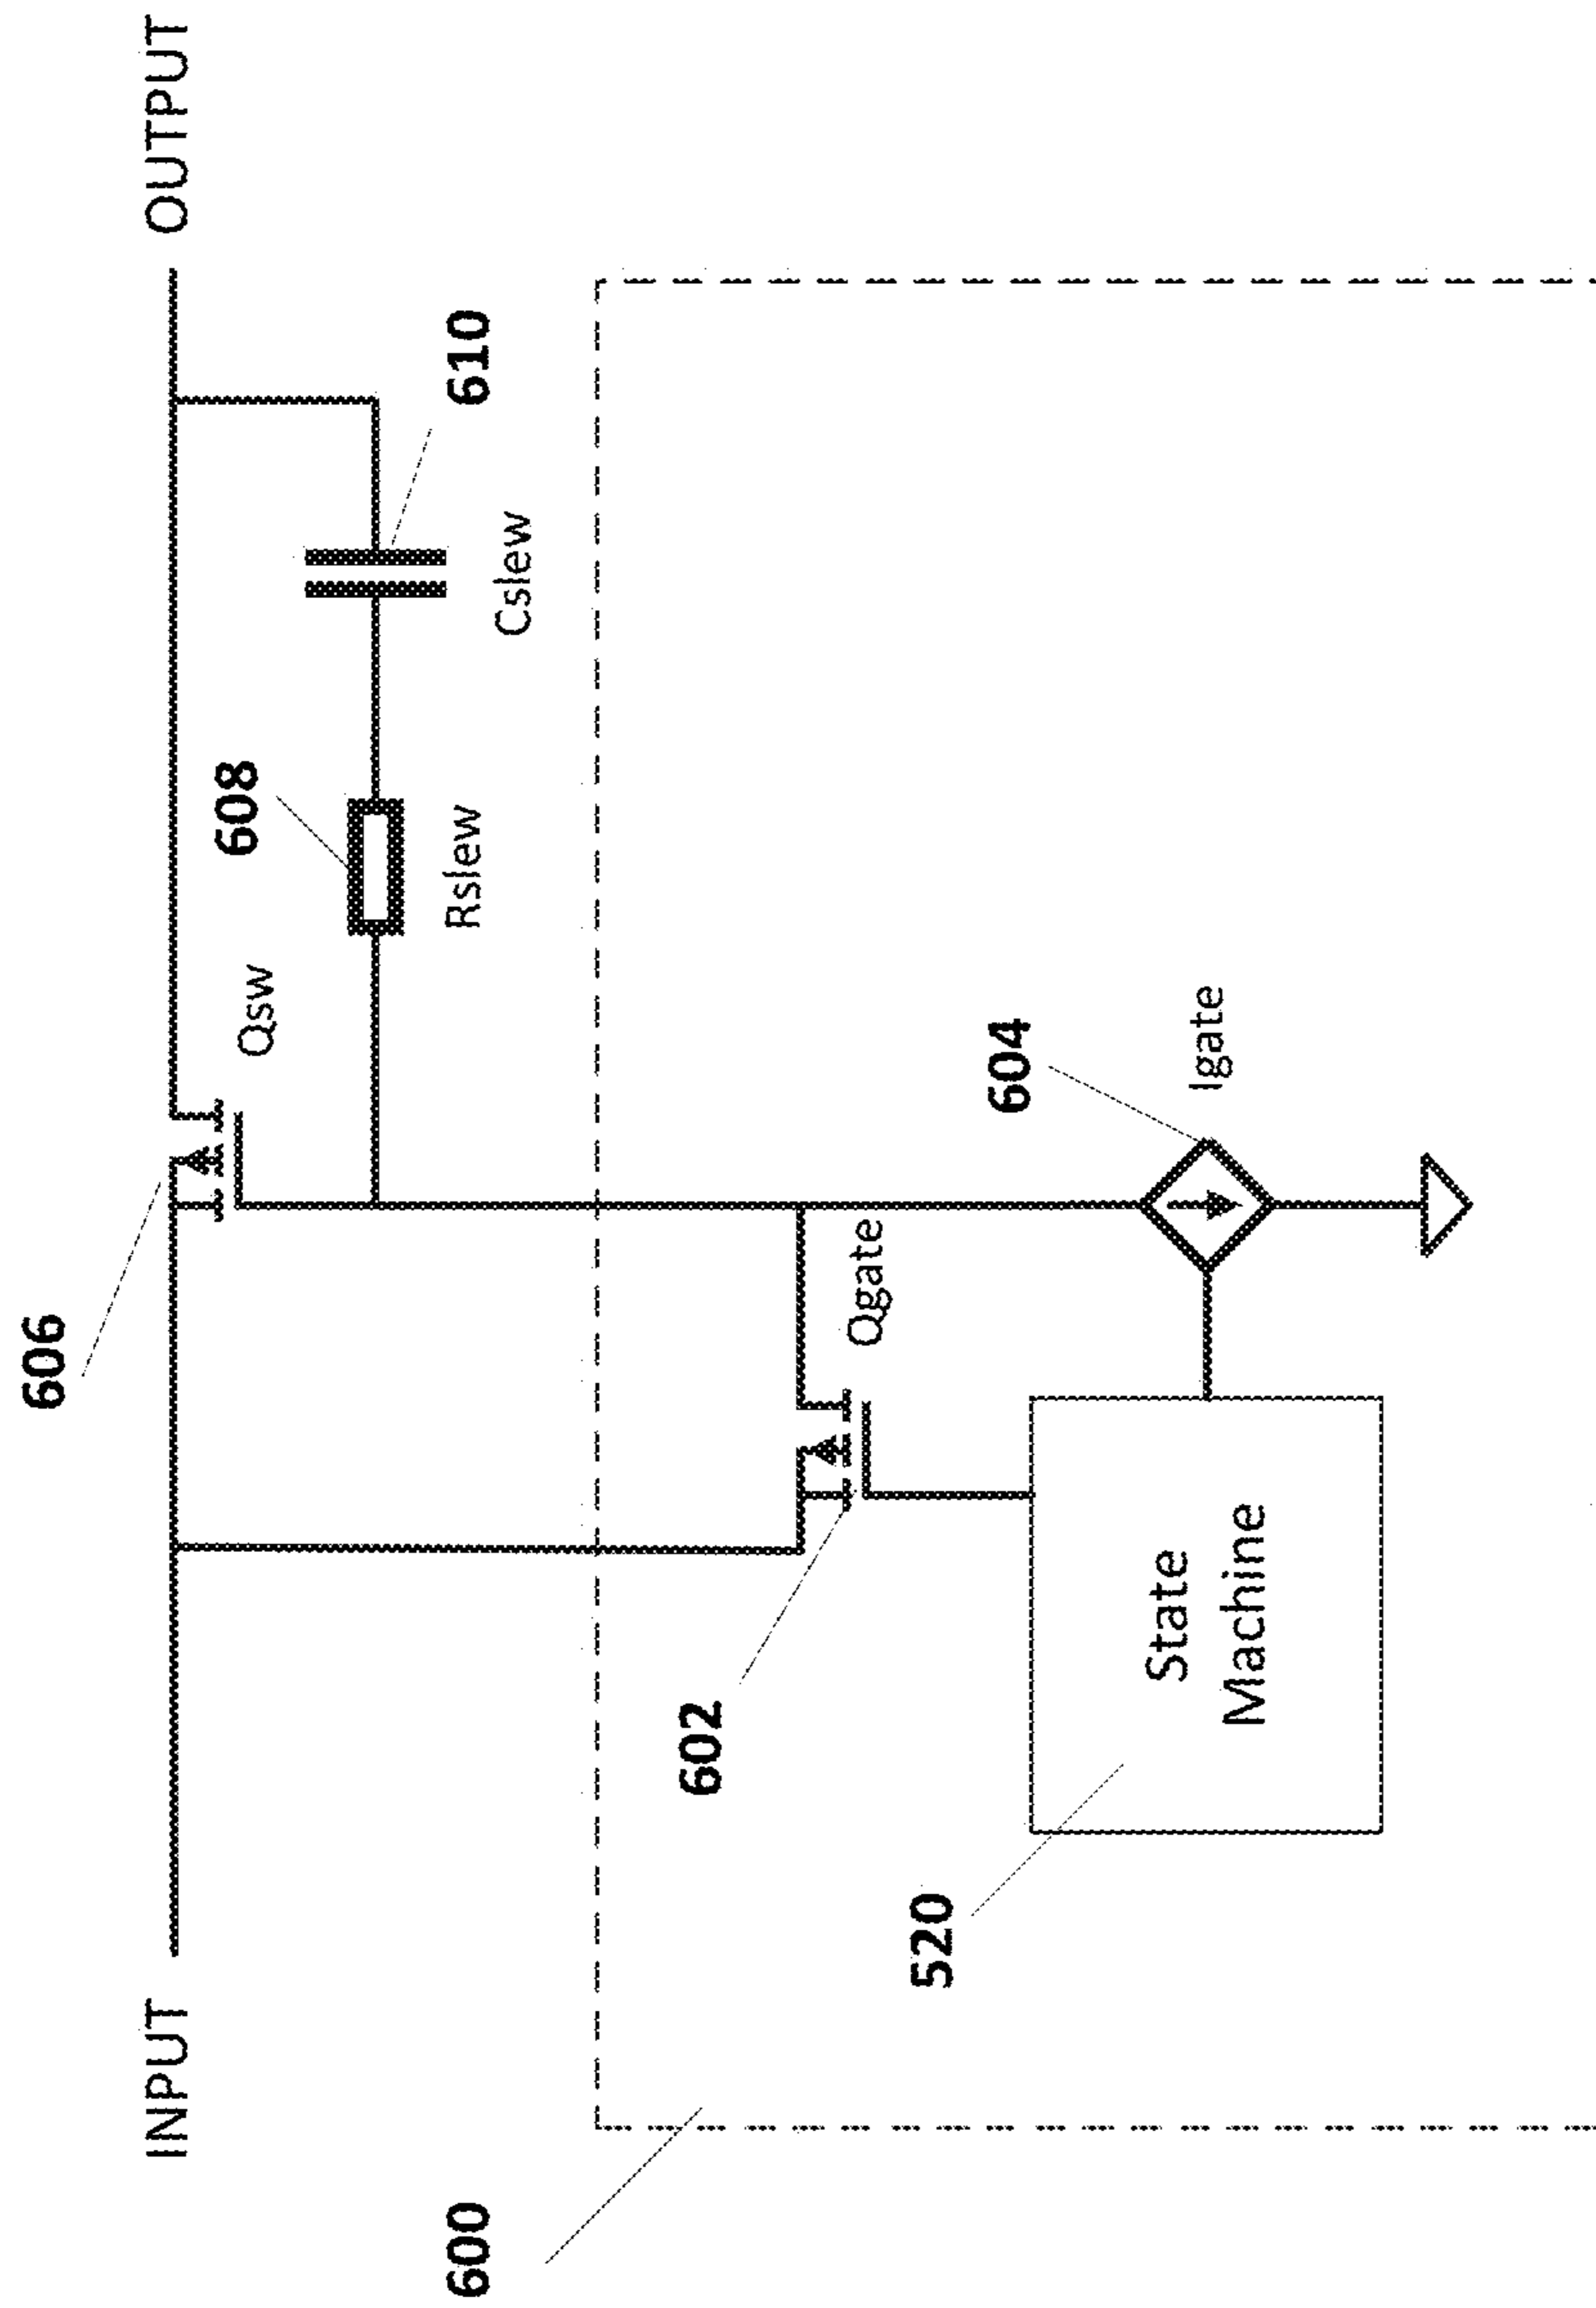 606
INPUT
OUTPUT
Qsw
608
610
Rslew
Cslew
600
602
Qgate
604
Igate
520
State
Machine